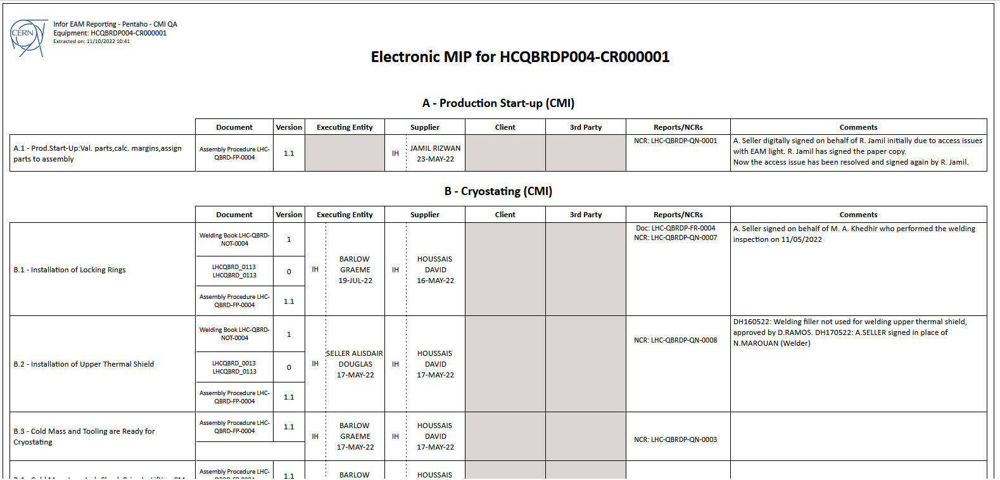 CERN
Infor EAM Reporting - Pentaho - CMI QA
Equipment: HCQBRDP004-CR000001
Extracted on: 11/10/2022 10:41
Electronic MIP for HCQBRDP004-CR000001
A - Production Start-up (CMI)
Document Version Executing Entity Supplier Client 3rd Party Reports/NCRs Comments
A.1 - Prod.Start-Up:Val. parts,calc. margins,assign
parts to assembly
Assembly Procedure LHC-
QBRD-FP-0004
1.1
IH
JAMIL RIZWAN
23-MAY-22
NCR: LHC-QBRDP-QN-0001
A. Seller digitally signed on behalf of R. Jamil initially due to access issues
with EAM light. R. Jamil has signed the paper copy.
Now the access issue has been resolved and signed again by R. Jamil.
B - Cryostating (CMI)
Document Version Executing Entity Supplier Client 3rd Party Reports/NCRs Comments
B.1 - Installation of Locking Rings
Welding Book LHC-QBRD-
NOT-0004
1
LHCQBRD_0113
LHCQBRD_0113
0
Assembly Procedure LHC-
QBRD-FP-0004
1.1
IH
BARLOW
GRAEME
19-JUL-22
IH
HOUSSAIS
DAVID
16-MAY-22
Doc: LHC-QBRDP-FR-0004
NCR: LHC-QBRDP-QN-0007
A. Seller signed on behalf of M. A. Khedhir who performed the welding
inspection on 11/05/2022
B.2 - Installation of Upper Thermal Shield
Welding Book LHC-QBRD-
NOT-0004
1
LHCQBRD_0013
LHCQBRD_0113
0
Assembly Procedure LHC-
QBRD-FP-0004
1.1
IH
SELLER ALISDAIR
DOUGLAS
17-MAY-22
IH
HOUSSAIS
DAVID
17-MAY-22
NCR: LHC-QBRDP-QN-0008
DH160522: Welding filler not used for welding upper thermal shield,
approved by D.RAMOS. DH170522: A.SELLER signed in place of
N.MAROUAN (Welder)
B.3 - Cold Mass and Tooling are Ready for
Cryostating
Assembly Procedure LHC-
QBRD-FP-0004
1.1
IH
BARLOW
GRAEME
17-MAY-22
IH
HOUSSAIS
DAVID
17-MAY-22
NCR: LHC-QBRDP-QN-0003
Assembly Procedure LHC-
1.1
BARLOW
HOUSSAIS